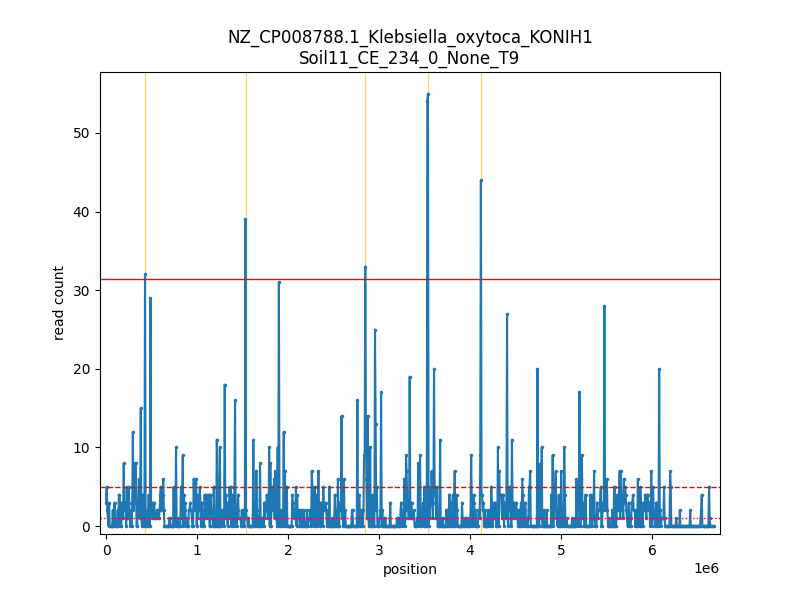 NZ_CP008788.1_Klebsiella_oxytoca_KONIH1
Soil11_CE_234_0_None_T9
read count
50
40
30
20
10
0
0 1 2 3 4 5 6
1e6
position